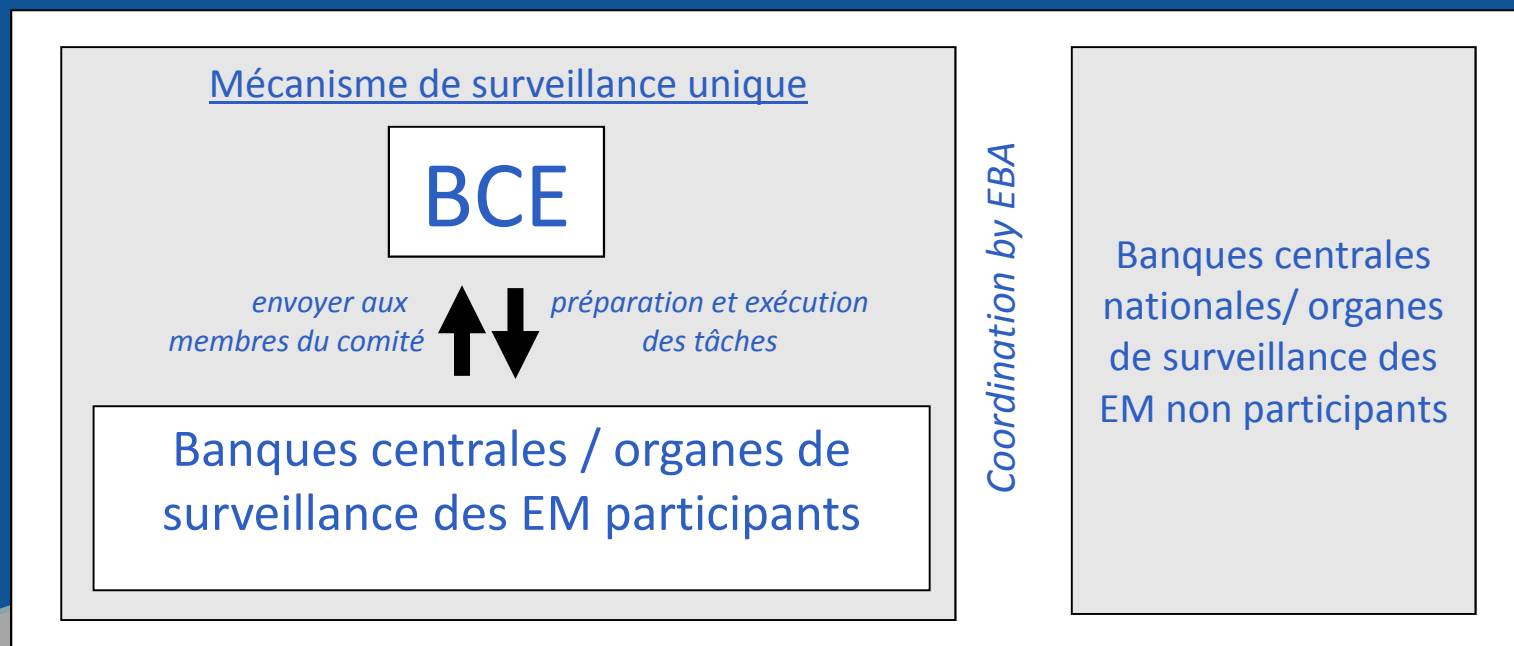 Mécanisme de surveillance unique
BCE
envoyer aux
membres du comité
préparation et exécution
des tâches
Banques centrales / organes de
surveillance des EM participants
Coordination by EBA
Banques centrales
nationales/ organes
de surveillance des
EM non participants